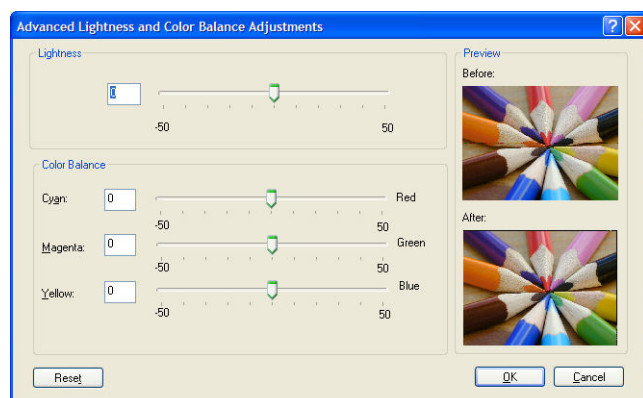 Advanced Lightness and Color Balance Adjustments
Lightness
0
-50 50
Color Balance
Cyan: 0 Red
-50 50
Magenta: 0 Green
-50 50
Yellow: 0 Blue
-50 50
Preview
Before:
After:
Reset OK Cancel